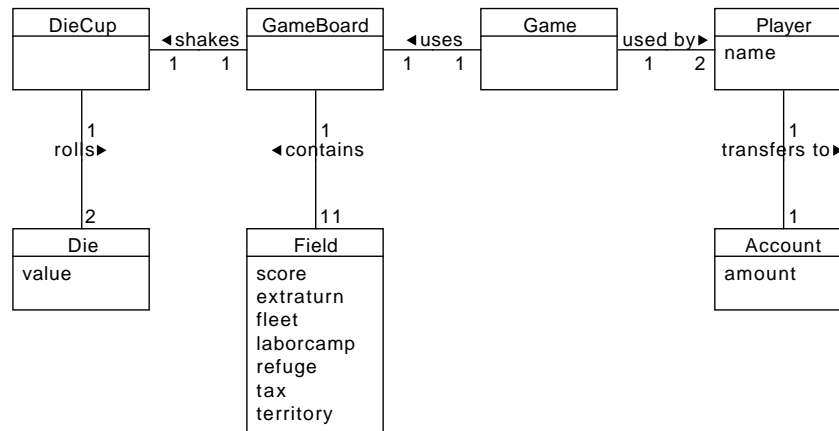 DieCup
◄shakes
1 1
GameBoard
◄uses
1 1
Game
used by►
1 2
Player
name
1
rolls►
2
1
◄contains
11
1
transfers to►
1
Die
value
Field
score
extraturn
fleet
laborcamp
refuge
tax
territory
Account
amount